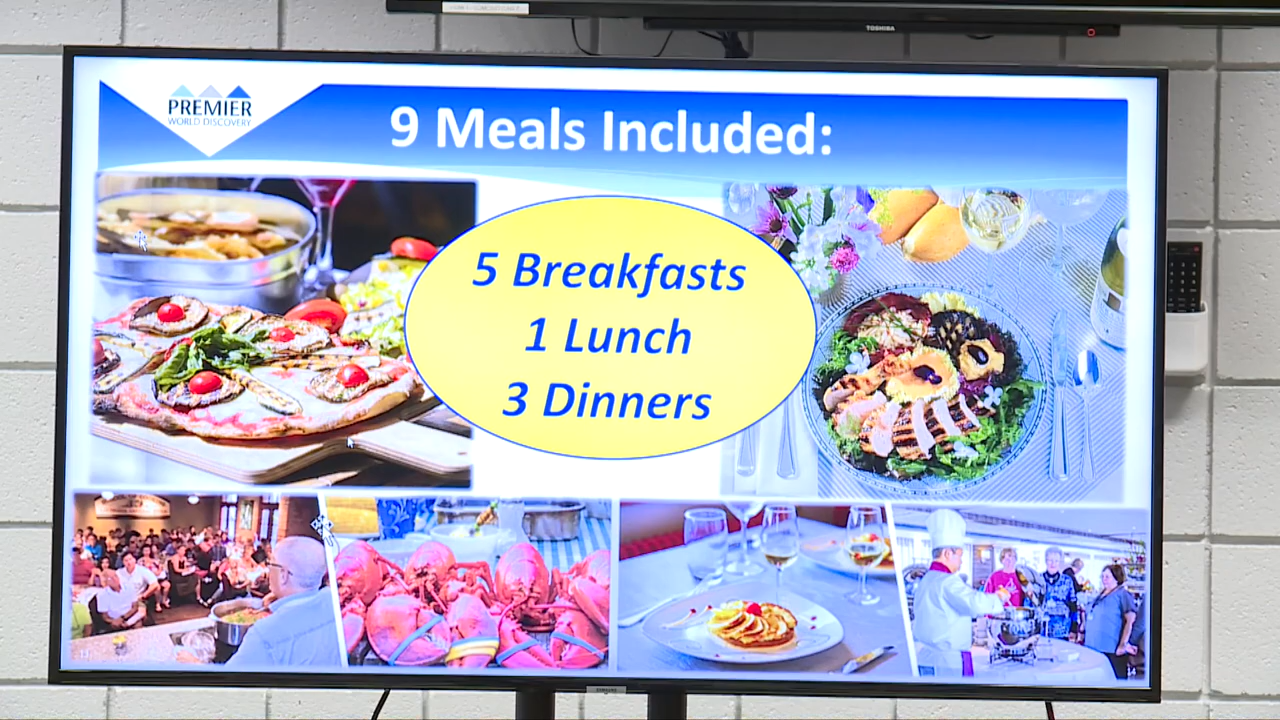 TOSHIBA
PREMIER
WORLD DISCOVERY
9 Meals Included:
5 Breakfasts
1 Lunch
3 Dinners